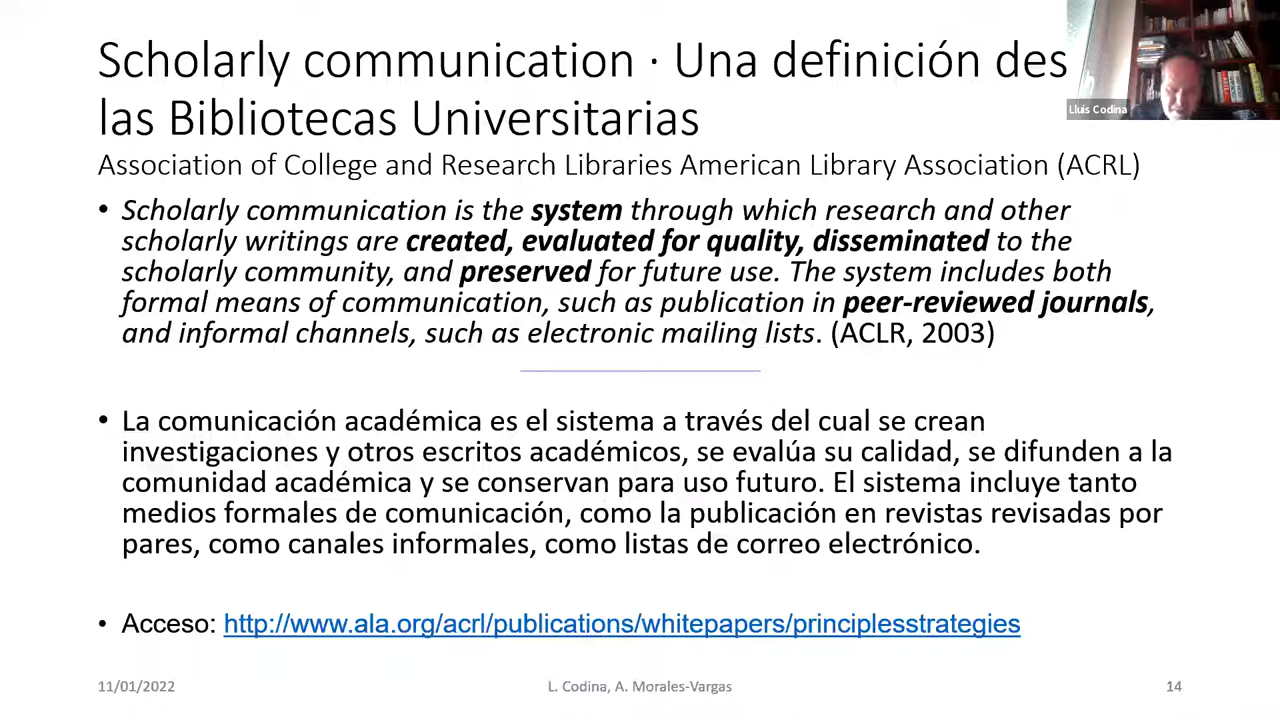 Scholarly communication · Una definición des
las Bibliotecas Universitarias
Association of College and Research Libraries American Library Association (ACRL)
• Scholarly communication is the system through which research and other
scholarly writings are created, evaluated for quality, disseminated to the
scholarly community, and preserved for future use. The system includes both
formal means of communication, such as publication in peer-reviewed journals,
and informal channels, such as electronic mailing lists. (ACLR, 2003)
• La comunicación académica es el sistema a través del cual se crean
investigaciones y otros escritos académicos, se evalúa su calidad, se difunden a la
comunidad académica y se conservan para uso futuro. El sistema incluye tanto
medios formales de comunicación, como la publicación en revistas revisadas por
pares, como canales informales, como listas de correo electrónico.
• Acceso: http://www.ala.org/acrl/publications/whitepapers/principlesstrategies
11/01/2022
L. Codina, A. Morales-Vargas
14
Lluís Codina